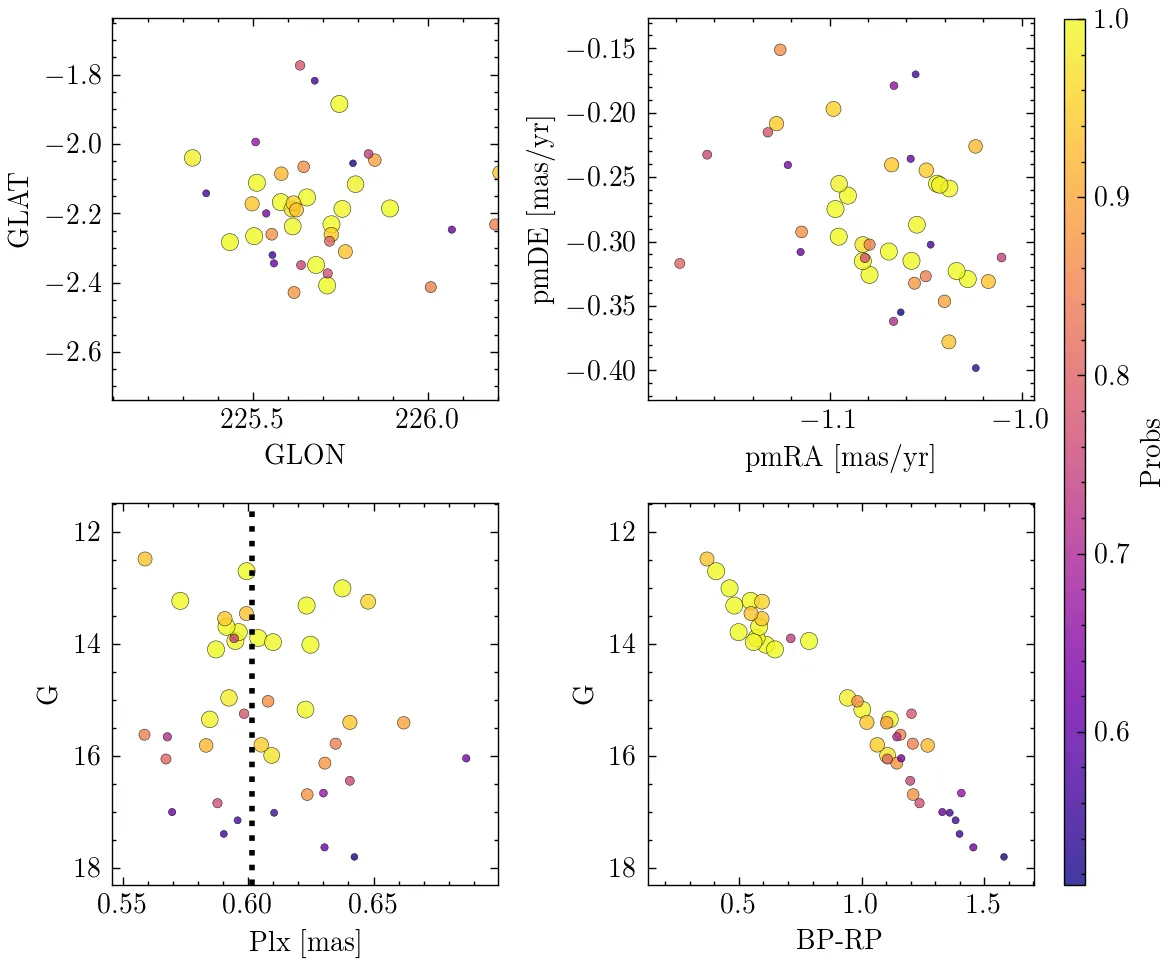 −1.8
−2.0
−2.2
−2.4
−2.6
GLAT
225.5 226.0
GLON
−0.15
−0.20
−0.25
−0.30
−0.35
−0.40
pmDE [mas/yr]
−1.1 −1.0
pmRA [mas/yr]
12
14
16
18
G
0.55 0.60 0.65
Plx [mas]
12
14
16
18
G
0.5 1.0 1.5
BP-RP
1.0
0.9
0.8
0.7
0.6
Probs